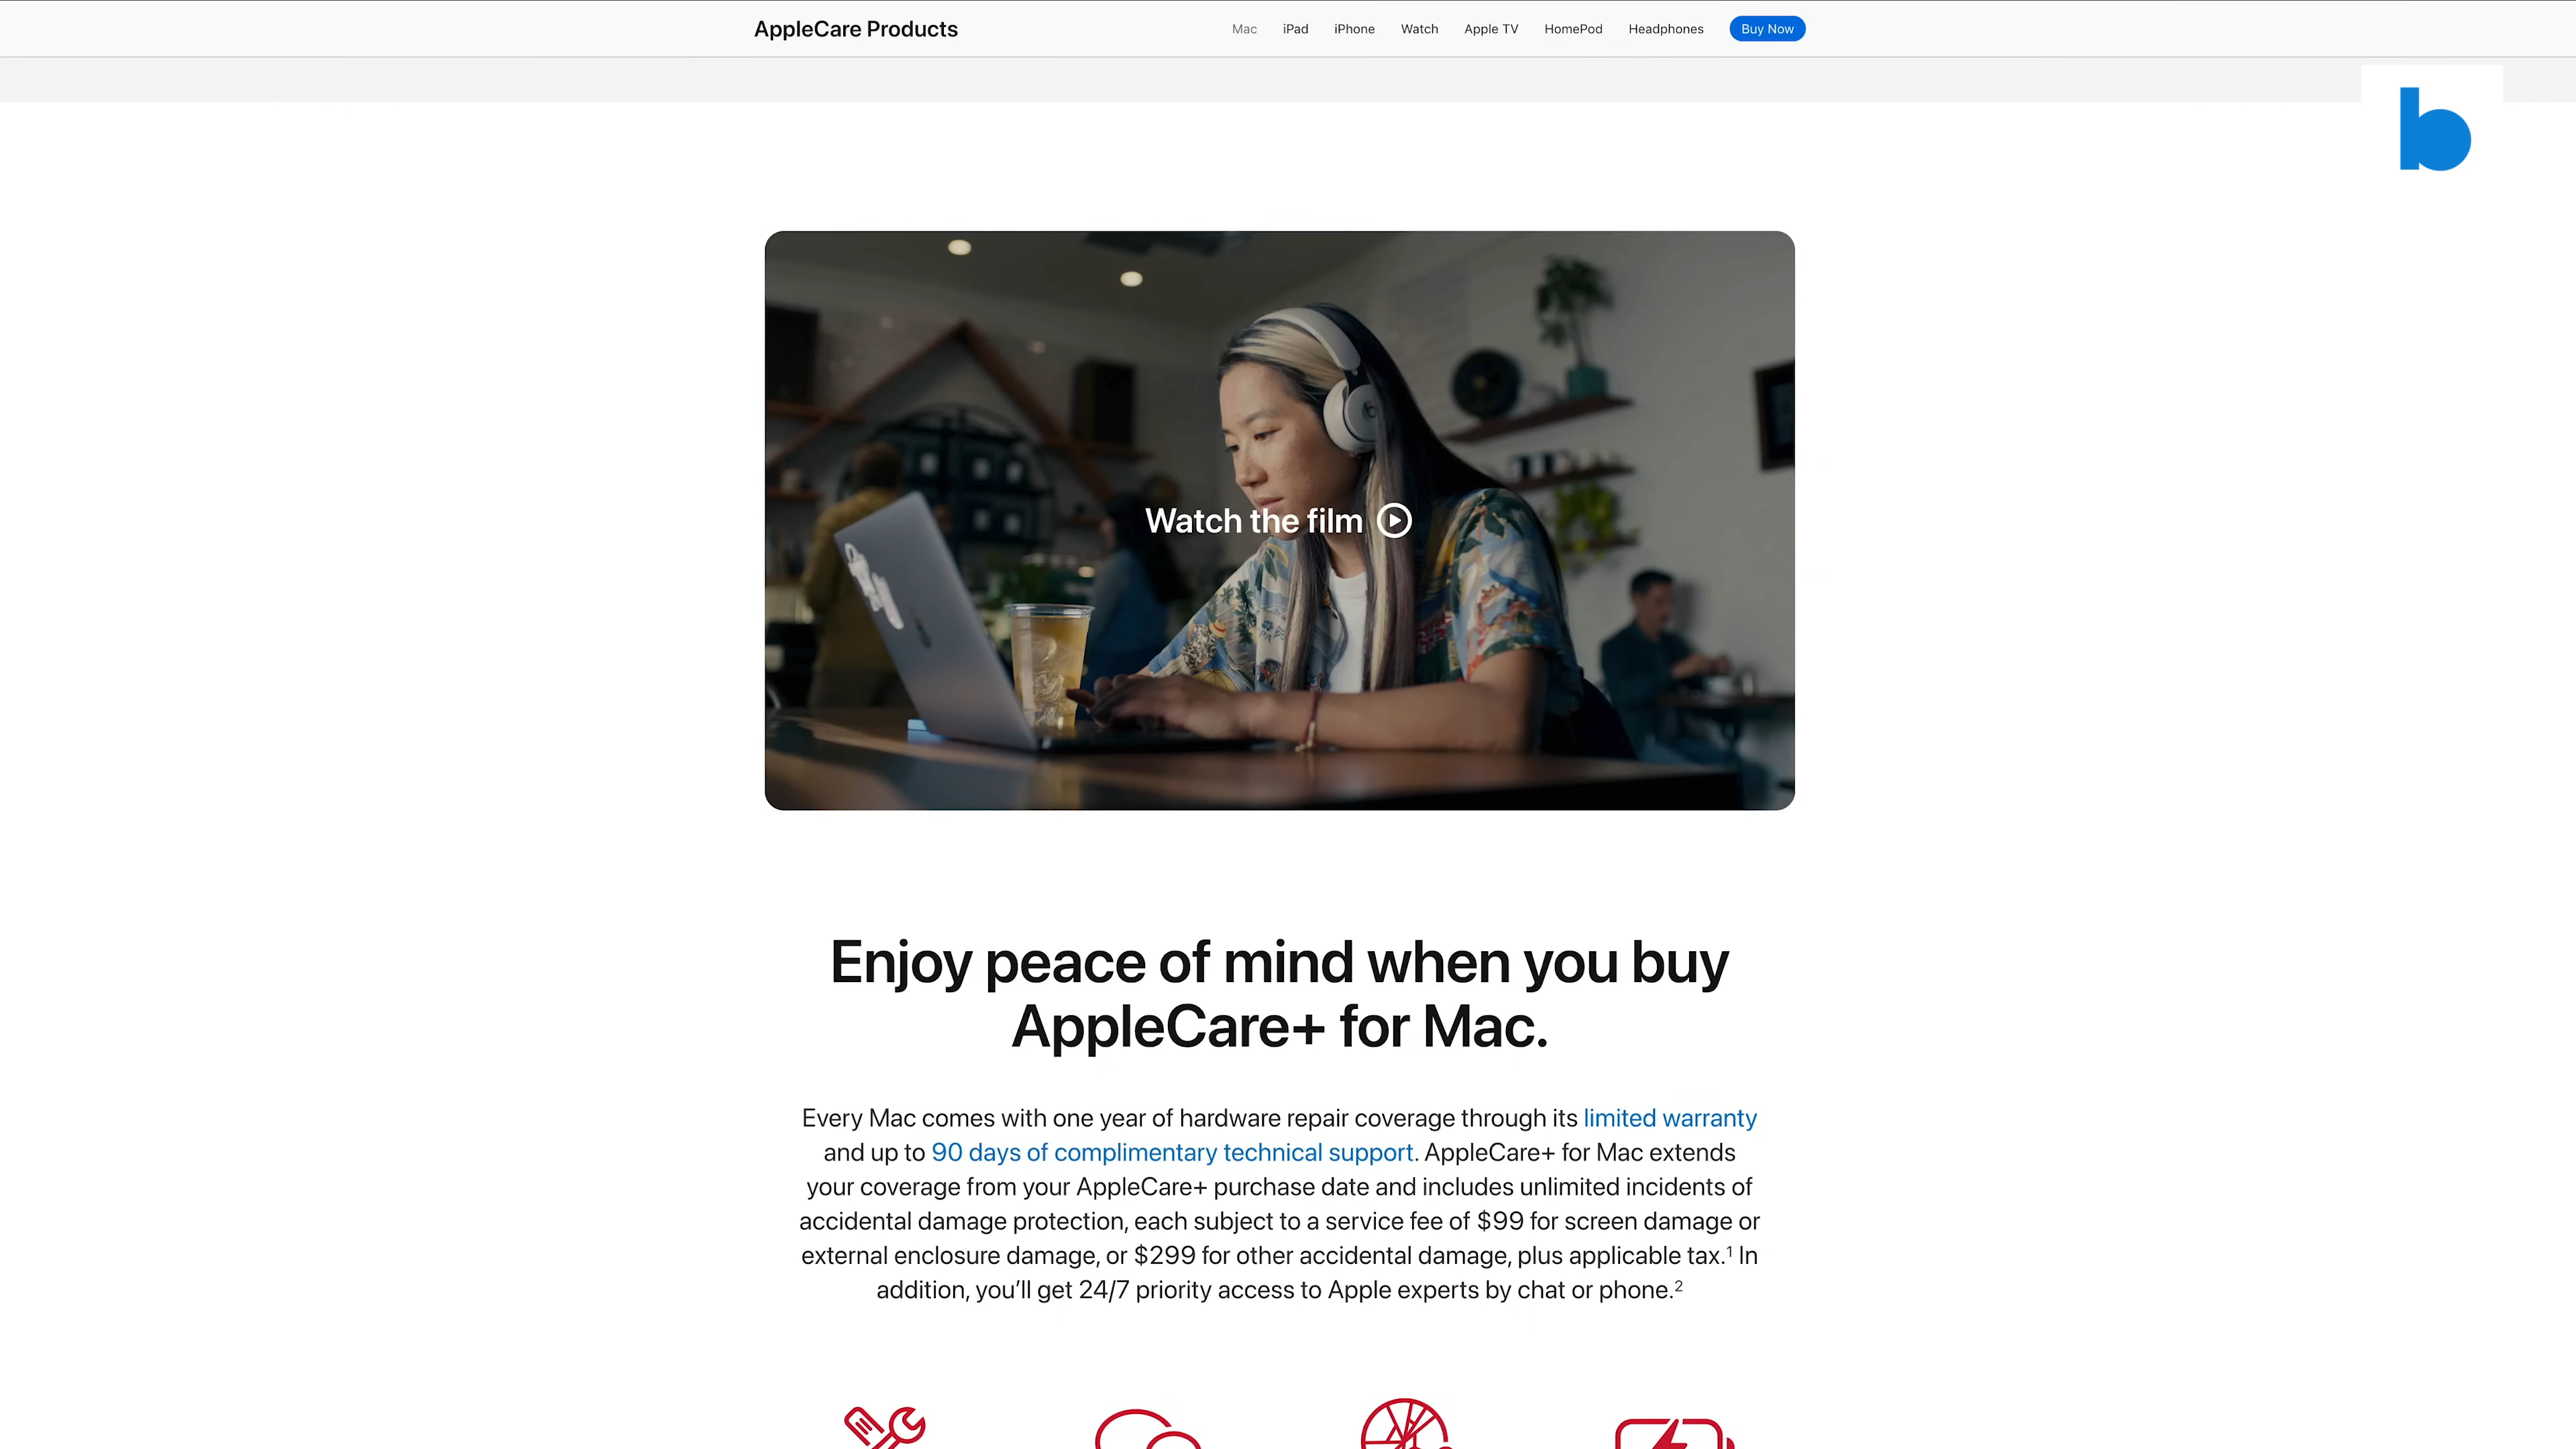 AppleCare Products
Mac iPad iPhone Watch Apple TV HomePod Headphones Buy Now
b
Watch the film
Enjoy peace of mind when you buy
AppleCare+ for Mac.
Every Mac comes with one year of hardware repair coverage through its limited warranty
and up to 90 days of complimentary technical support. AppleCare+ for Mac extends
your coverage from your AppleCare+ purchase date and includes unlimited incidents of
accidental damage protection, each subject to a service fee of $99 for screen damage or
external enclosure damage, or $299 for other accidental damage, plus applicable tax.¹ In
addition, you’ll get 24/7 priority access to Apple experts by chat or phone.²